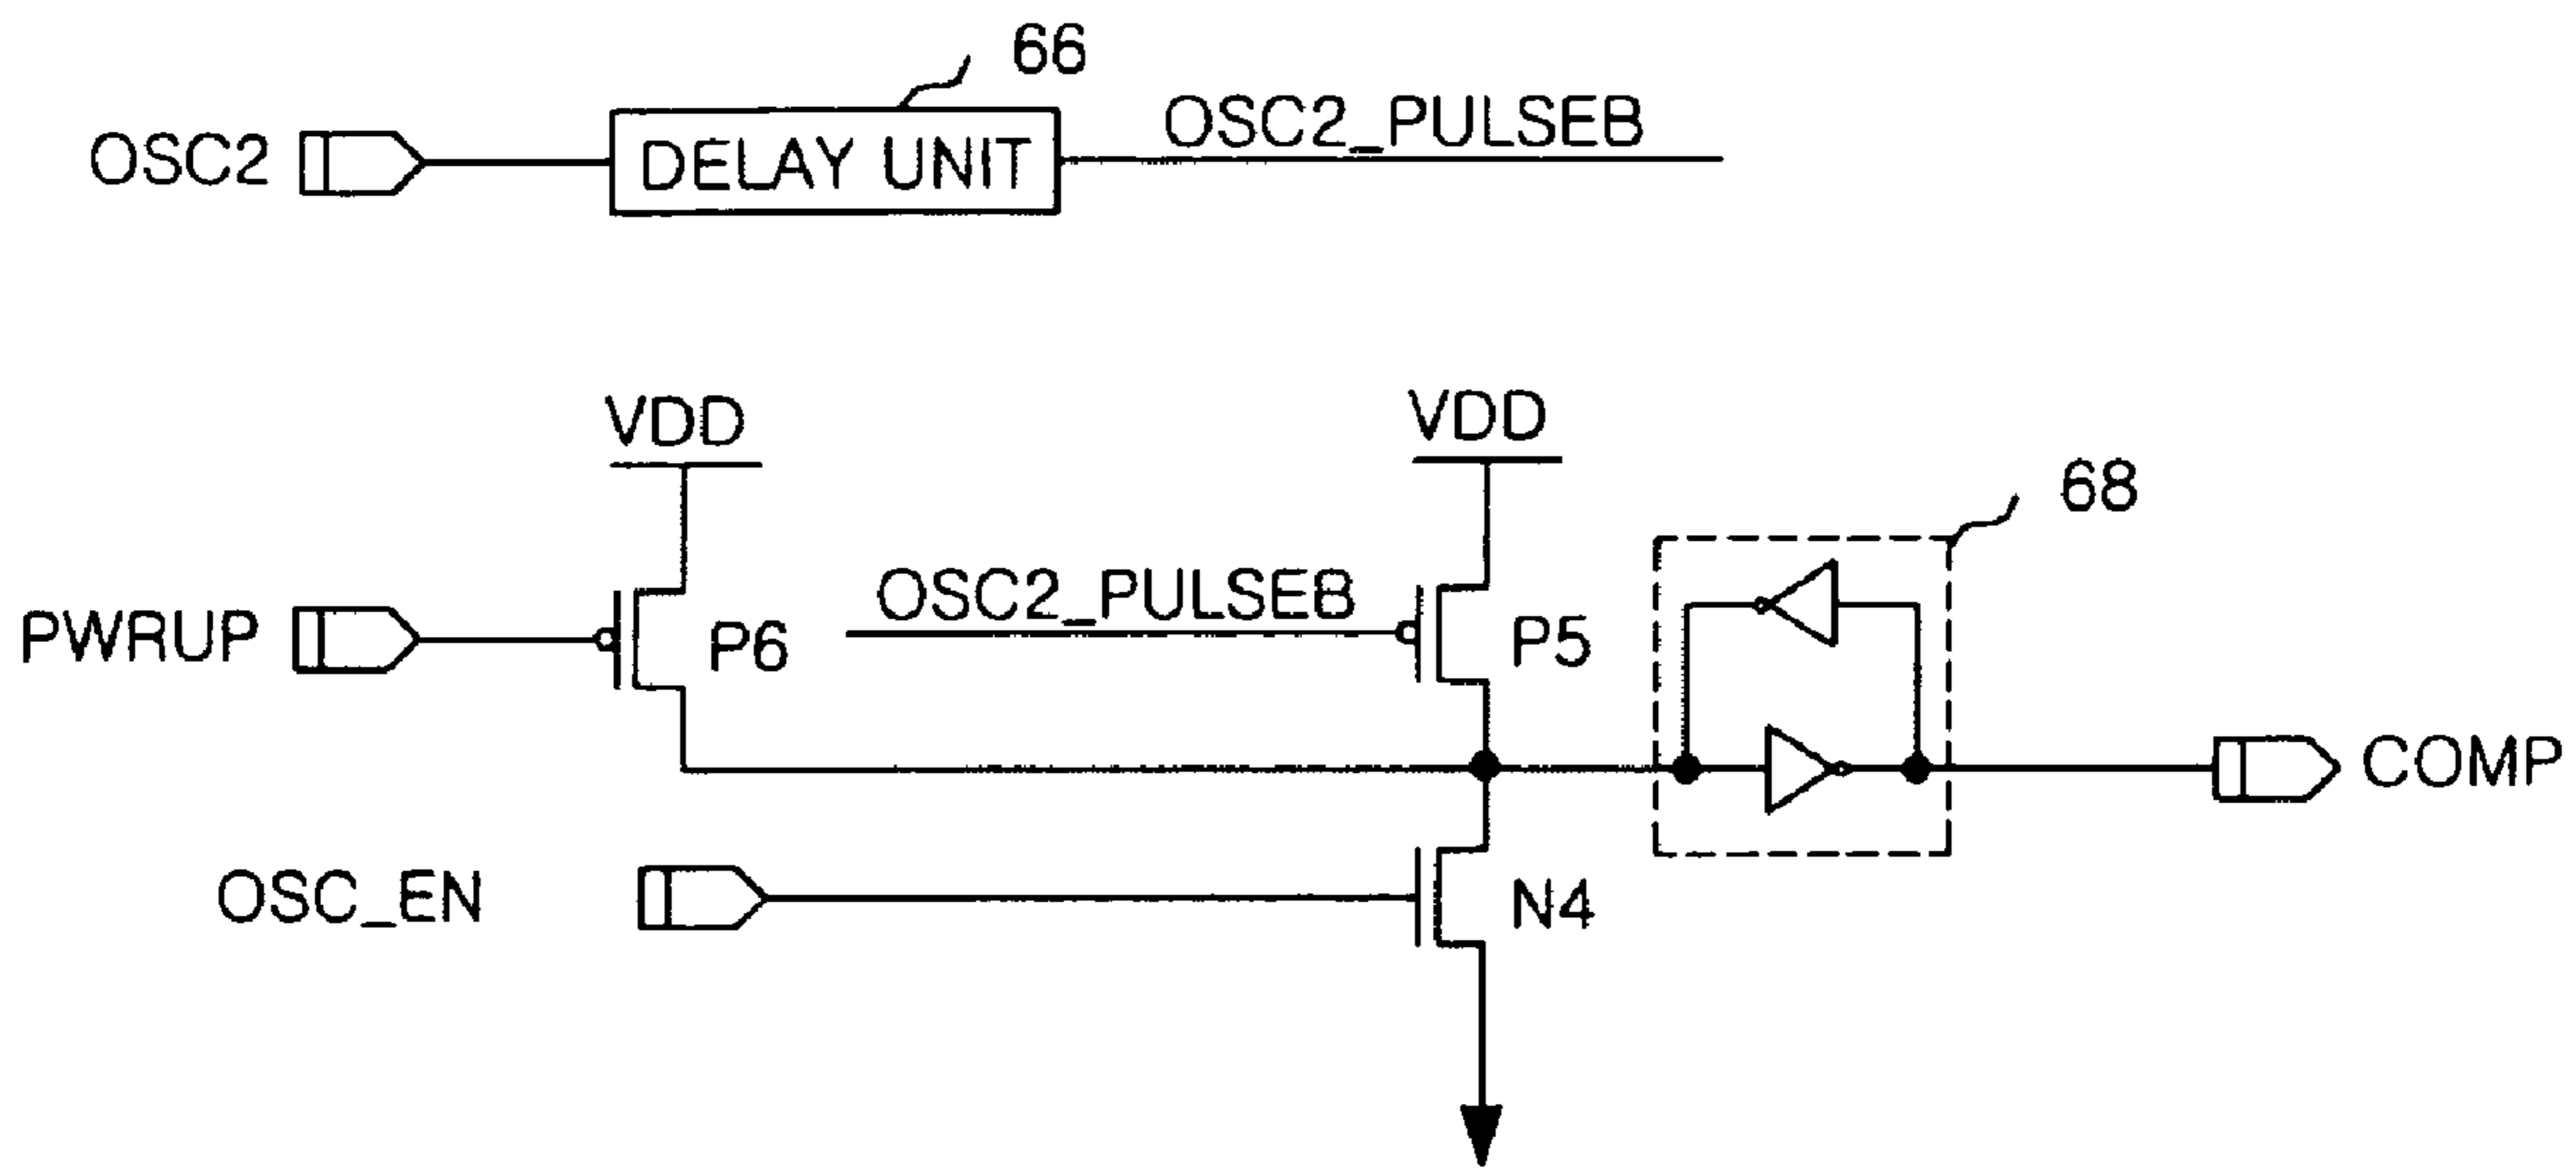 66
OSC2
DELAY UNIT
OSC2_PULSEB
VDD
VDD
68
PWRUP
P6
OSC2_PULSEB
P5
COMP
OSC_EN
N4